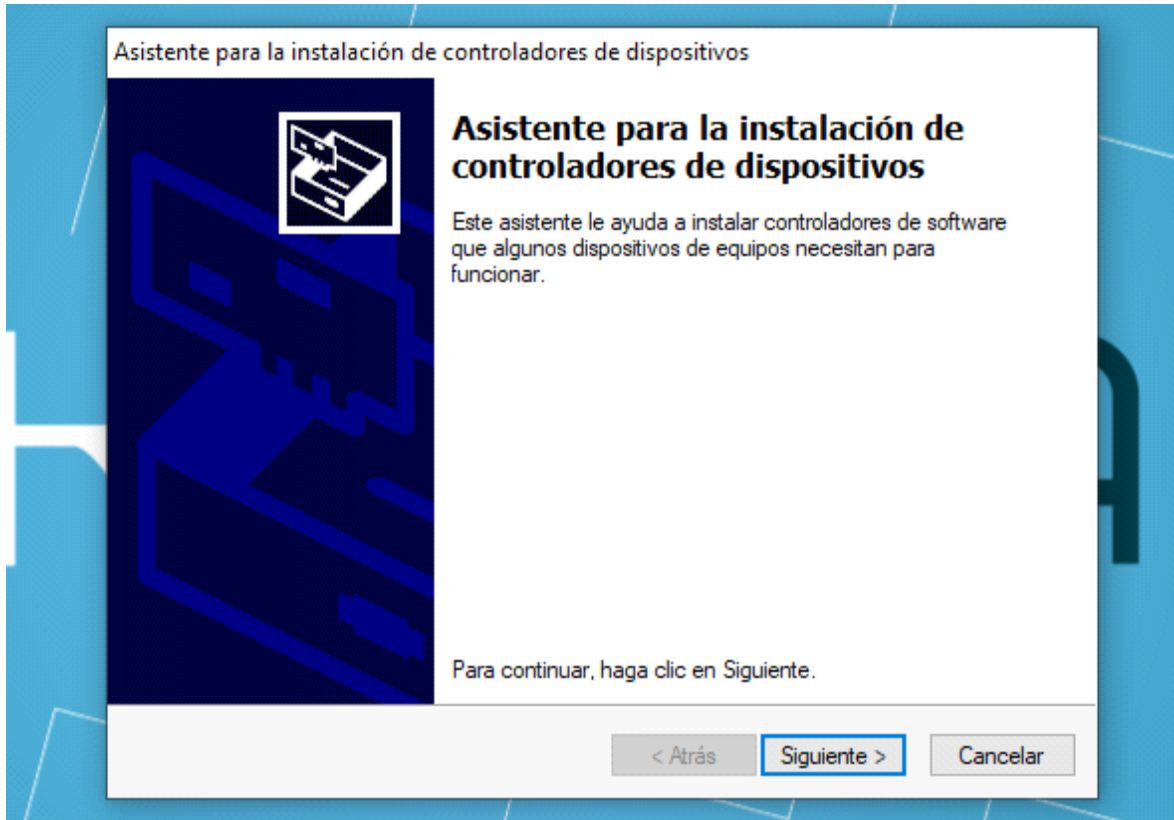 Asistente para la instalación de controladores de dispositivos
Asistente para la instalación de
controladores de dispositivos
Este asistente le ayuda a instalar controladores de software
que algunos dispositivos de equipos necesitan para
funcionar.
Para continuar, haga clic en Siguiente.
< Atrás
Siguiente >
Cancelar